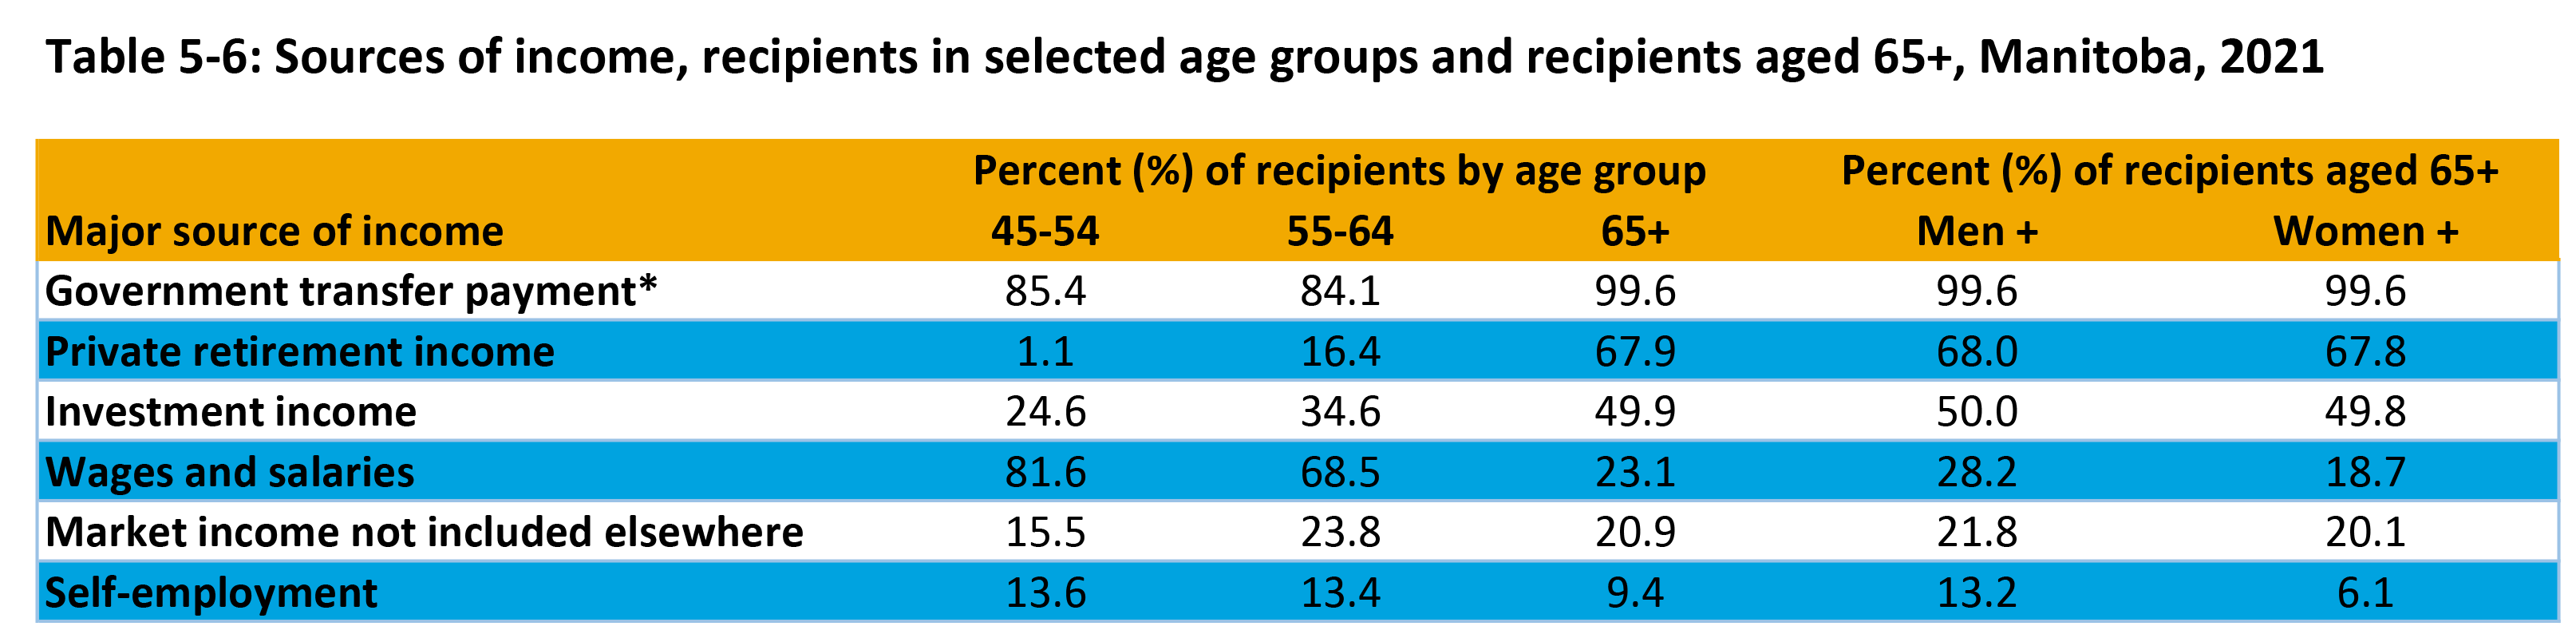 Table 5-6: Sources of income, recipients in selected age groups and recipients aged 65+, Manitoba, 2021
Percent (%) of recipients by age group Percent (%) of recipients aged 65+
Major source of income 45-54 55-64 65+ Men + Women +
Government transfer payment* 85.4 84.1 99.6 99.6 99.6
Private retirement income 1.1 16.4 67.9 68.0 67.8
Investment income 24.6 34.6 49.9 50.0 49.8
Wages and salaries 81.6 68.5 23.1 28.2 18.7
Market income not included elsewhere 15.5 23.8 20.9 21.8 20.1
Self-employment 13.6 13.4 9.4 13.2 6.1